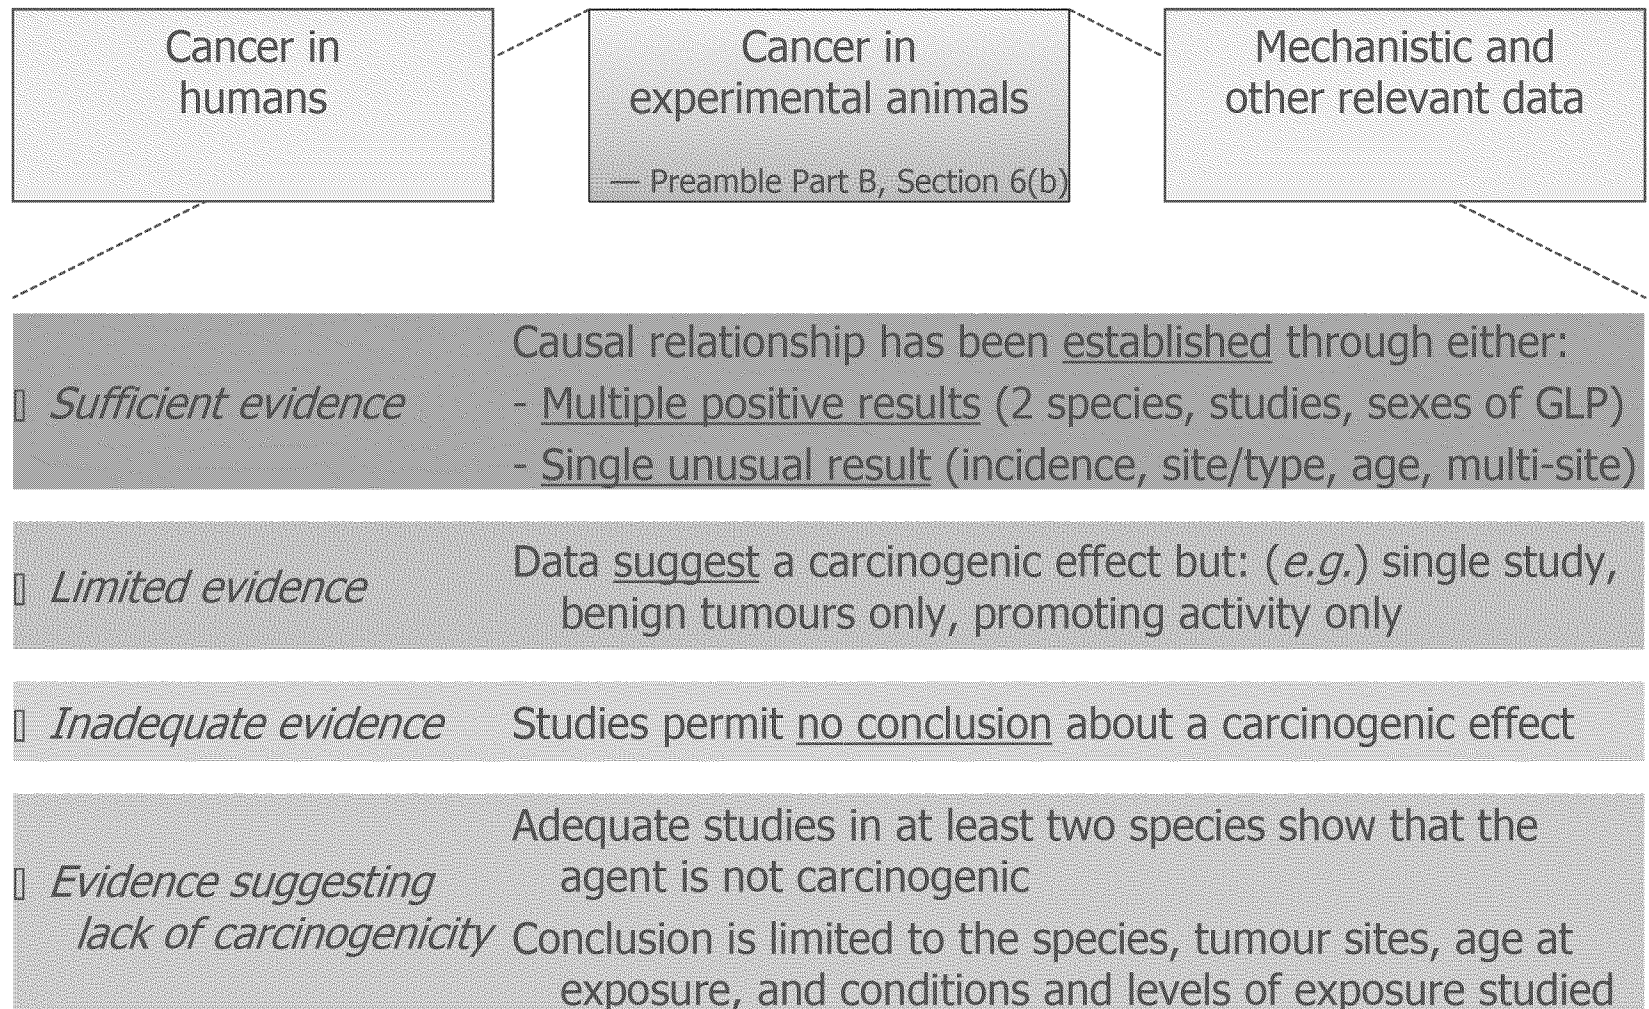 Cancer in
humans
Cancer in
experimental animals
— Preamble Part B, Section 6(b)
Mechanistic and
other relevant data
Sufficient evidence
Causal relationship has been established through either:
- Multiple positive results (2 species, studies, sexes of GLP)
- Single unusual result (incidence, site/type, age, multi-site)
Limited evidence
Data suggest a carcinogenic effect but: (e.g.) single study,
benign tumours only, promoting activity only
Inadequate evidence
Studies permit no conclusion about a carcinogenic effect
Evidence suggesting
lack of carcinogenicity
Adequate studies in at least two species show that the
agent is not carcinogenic
Conclusion is limited to the species, tumour sites, age at
exposure, and conditions and levels of exposure studied